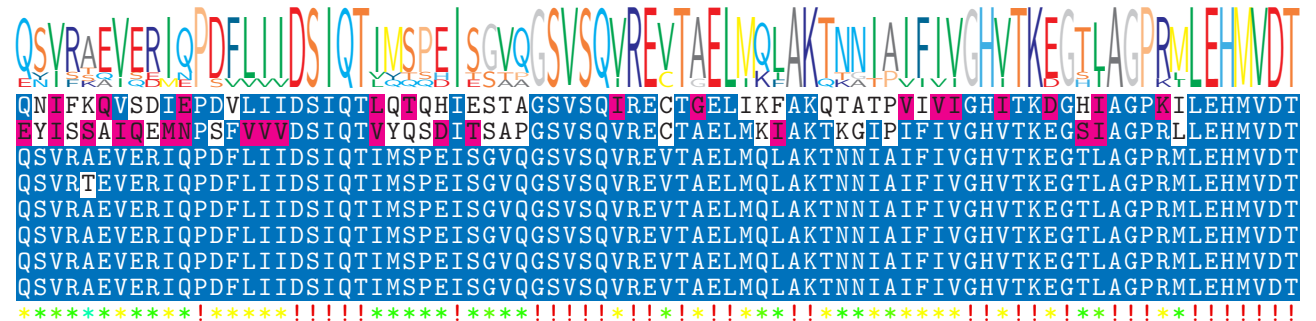 QSVRAEVERIQPDFLIIDSIQTIMSPEISGVQGSVSQVREVTAELMQLAKTNNIAIFIVGHVTKEGTLAGPRMLEHMVDT
QNIFKQVSDIEPDVLIIDSIQTLQTQHIESTAGSVSQIRECTGELIKFAKQTATPVIVIGHITKDGHIAGPKILEHMVDT
EYISSAIQEMNPSFVVVDSIQTVYQSDITSAPGSVSQVRECTAELMKIAKTKGIPIFIVGHVTKEGSIAGPRLLEHMVDT
QSVRAEVERIQPDFLIIDSIQTIMSPEISGVQGSVSQVREVTAELMQLAKTNNIAIFIVGHVTKEGTLAGPRMLEHMVDT
QSVRTEVERIQPDFLIIDSIQTIMSPEISGVQGSVSQVREVTAELMQLAKTNNIAIFIVGHVTKEGTLAGPRMLEHMVDT
QSVRAEVERIQPDFLIIDSIQTIMSPEISGVQGSVSQVREVTAELMQLAKTNNIAIFIVGHVTKEGTLAGPRMLEHMVDT
QSVRAEVERIQPDFLIIDSIQTIMSPEISGVQGSVSQVREVTAELMQLAKTNNIAIFIVGHVTKEGTLAGPRMLEHMVDT
QSVRAEVERIQPDFLIIDSIQTIMSPEISGVQGSVSQVREVTAELMQLAKTNNIAIFIVGHVTKEGTLAGPRMLEHMVDT
QSVRAEVERIQPDFLIIDSIQTIMSPEISGVQGSVSQVREVTAELMQLAKTNNIAIFIVGHVTKEGTLAGPRMLEHMVDT
***********!*****!!!!!*****!****!!!!!*!!*!*!!***!!*********!!*!!*!**!!!**!!!!!!!